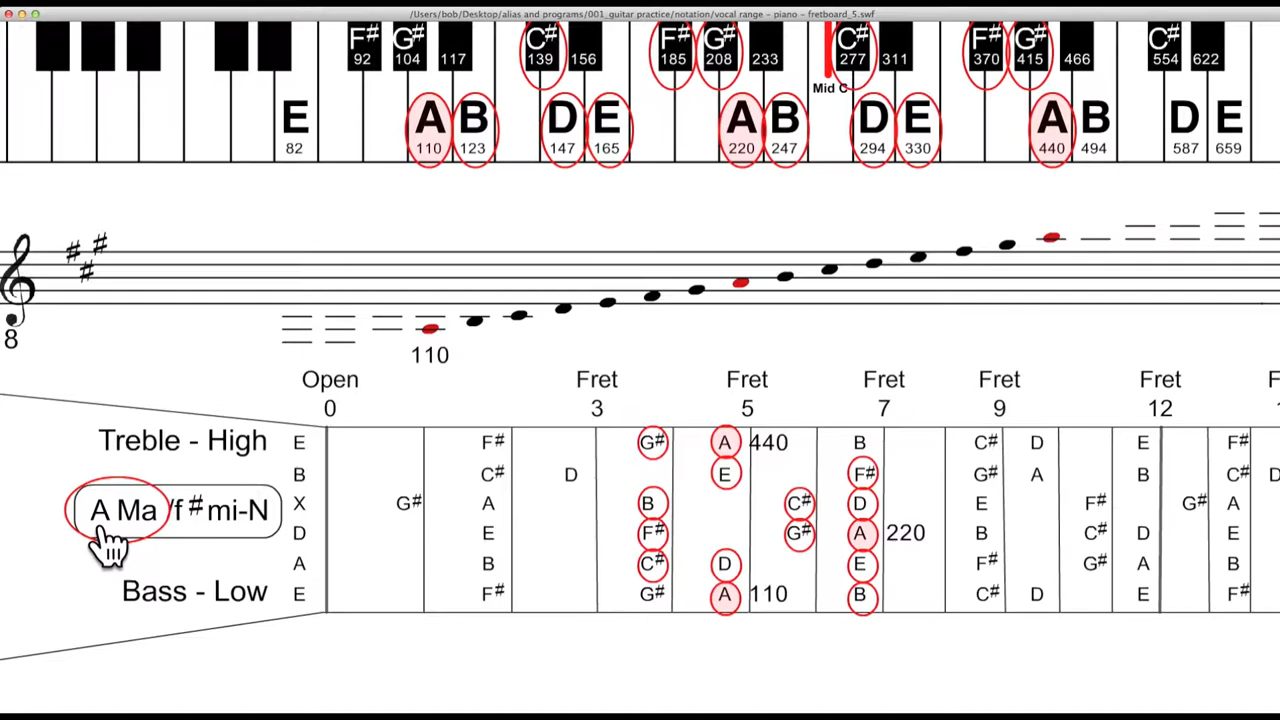 /Users/bob/Desktop/alias and programs/001_guitar practice/notation/vocal range - piano - fretboard_5.swf
F# G# C# F# G# C# F# G# C#
92 104 117 139 156 185 208 233 277 311 370 415 466 554 622
Mid C
E A B D E A B D E A B D E
82 110 123 147 165 220 247 294 330 440 494 587 659
8
110
Open Fret Fret Fret Fret Fret F
0 3 5 7 9 12 1
Treble - High E F# G# A 440 B C# D E F#
B C# D E F# G# A B C# D
A Ma/f#mi-N X G# A B C# D E F# G# A
D E F# G# A 220 B C# D E
A B C# D E F# G# A B
Bass - Low E F# G# A 110 B C# D E F#